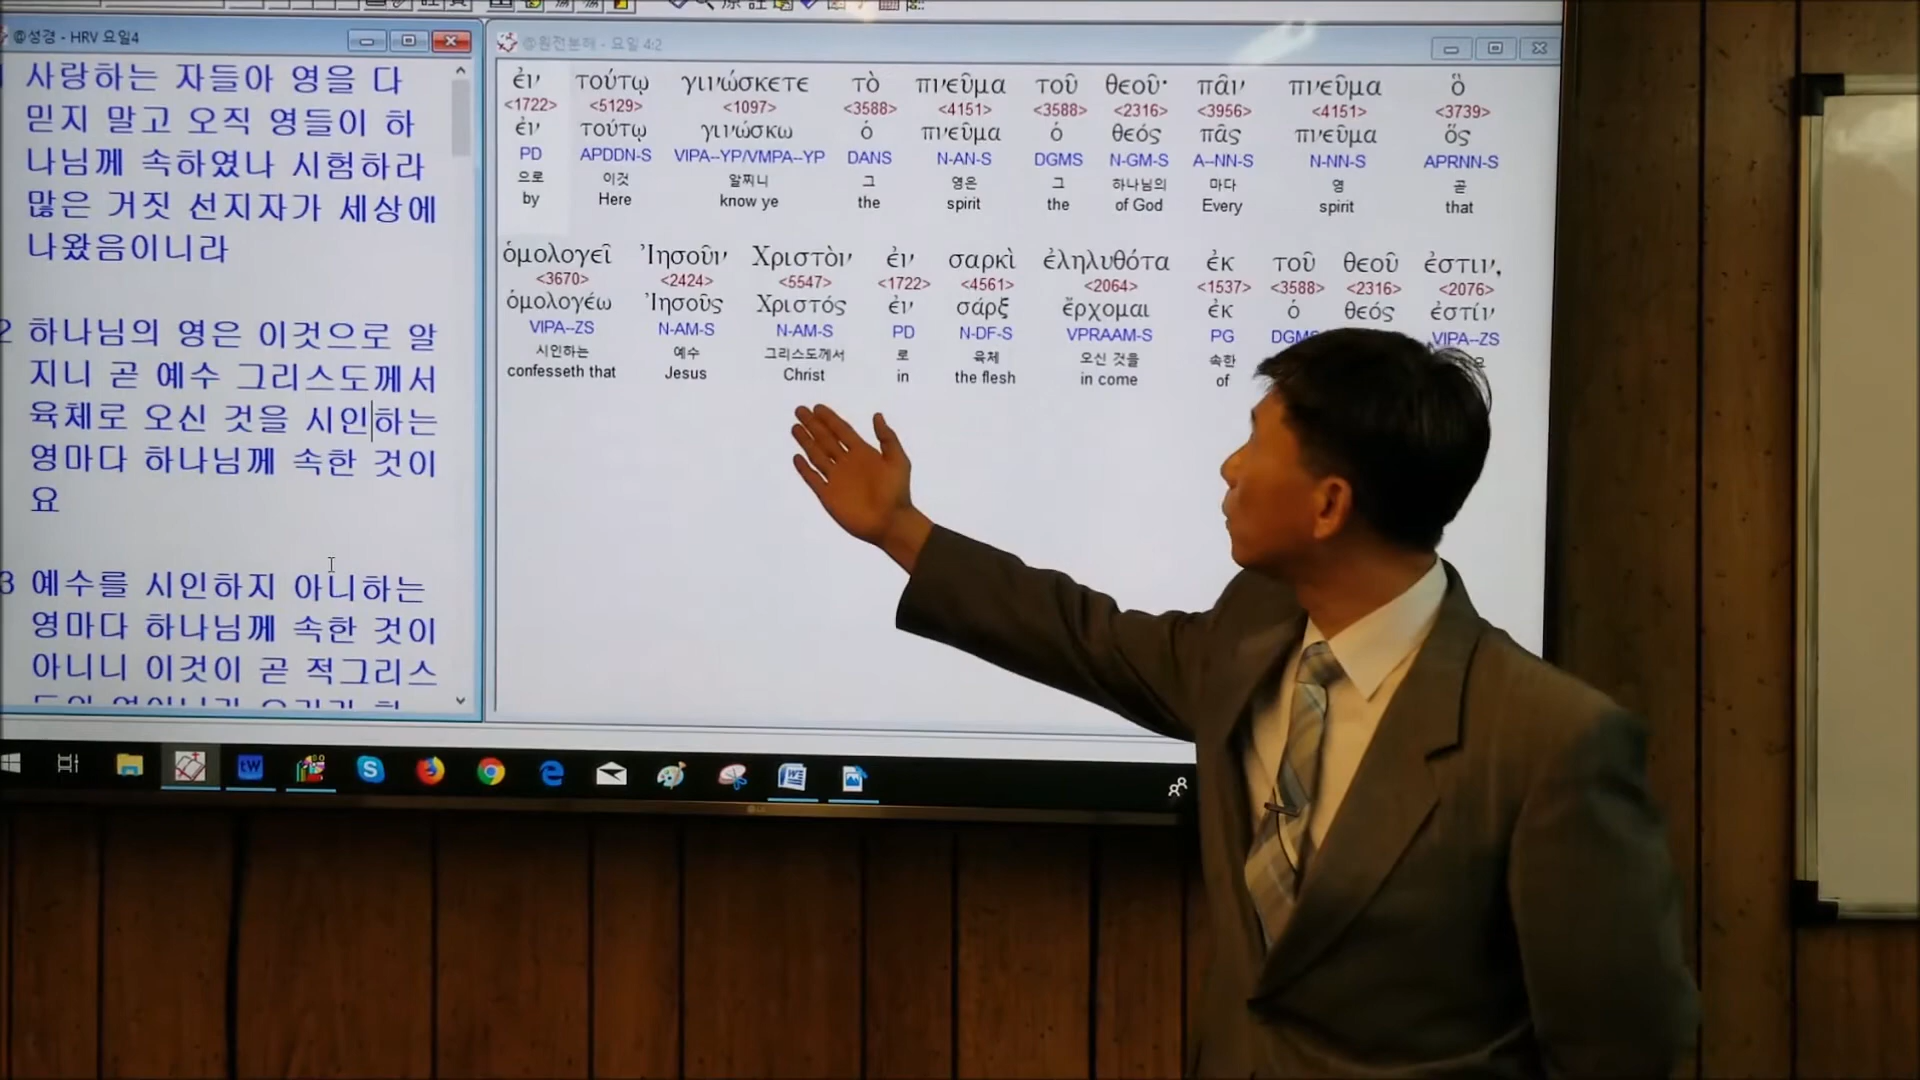 @성경 - HRV 요일4
사랑하는 자들아 영을 다
믿지 말고 오직 영들이 하
나님께 속하였나 시험하라
많은 거짓 선지자가 세상에
나왔음이니라
2 하나님의 영은 이것으로 알
지니 곧 예수 그리스도께서
육체로 오신 것을 시인하는
영마다 하나님께 속한 것이
요
3 예수를 시인하지 아니하는
영마다 하나님께 속한 것이
아니니 이것이 곧 적그리스
@원전분해 - 요일 4:2
ἐν τούτῳ γινώσκετε τὸ πνεῦμα τοῦ θεοῦ· πᾶν πνεῦμα ὃ
<1722> <5129> <1097> <3588> <4151> <3588> <2316> <3956> <4151> <3739>
ἐν τούτῳ γινώσκω ὁ πνεῦμα ὁ θεός πᾶς πνεῦμα ὅς
PD APDDN-S VIPA--YP/VMPA--YP DANS N-AN-S DGMS N-GM-S A--NN-S N-NN-S APRNN-S
으로 이것 알찌니 그 영은 그 하나님의 마다 영 곧
by Here know ye the spirit the of God Every spirit that
ὁμολογεῖ Ἰησοῦν Χριστὸν ἐν σαρκὶ ἐληλυθότα ἐκ τοῦ θεοῦ ἐστιν,
<3670> <2424> <5547> <1722> <4561> <2064> <1537> <3588> <2316> <2076>
ὁμολογέω Ἰησοῦς Χριστός ἐν σάρξ ἔρχομαι ἐκ ὁ θεός ἐστίν
VIPA--ZS N-AM-S N-AM-S PD N-DF-S VPRAAM-S PG DGMS VIPA--ZS
시인하는 예수 그리스도께서 로 육체 오신 것을 속한
confesseth that Jesus Christ in the flesh in come of